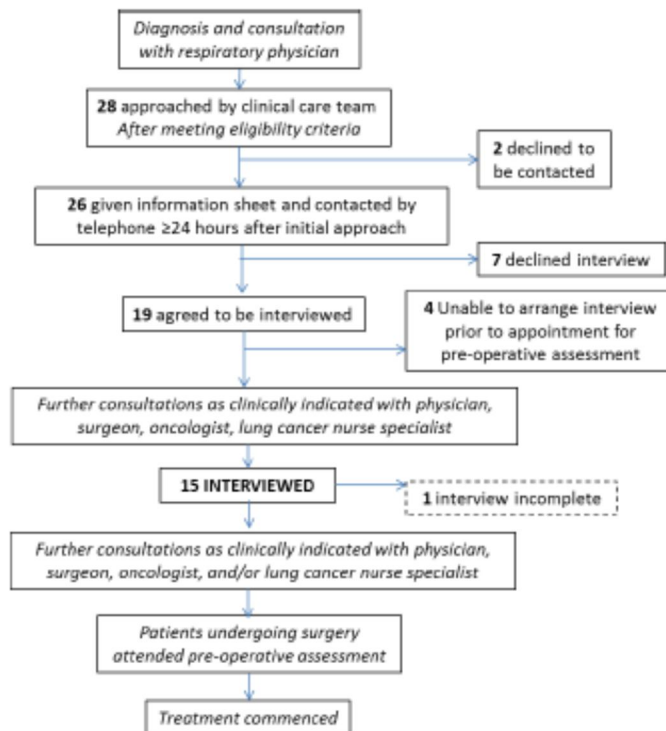 Diagnosis and consultation
with respiratory physician
28 approached by clinical care team
After meeting eligibility criteria
2 declined to
be contacted
26 given information sheet and contacted by
telephone ≥24 hours after initial approach
7 declined interview
19 agreed to be interviewed
4 Unable to arrange interview
prior to appointment for
pre-operative assessment
Further consultations as clinically indicated with physician,
surgeon, oncologist, lung cancer nurse specialist
15 INTERVIEWED
1 interview incomplete
Further consultations as clinically indicated with physician,
surgeon, oncologist, and/or lung cancer nurse specialist
Patients undergoing surgery
attended pre-operative assessment
Treatment commenced